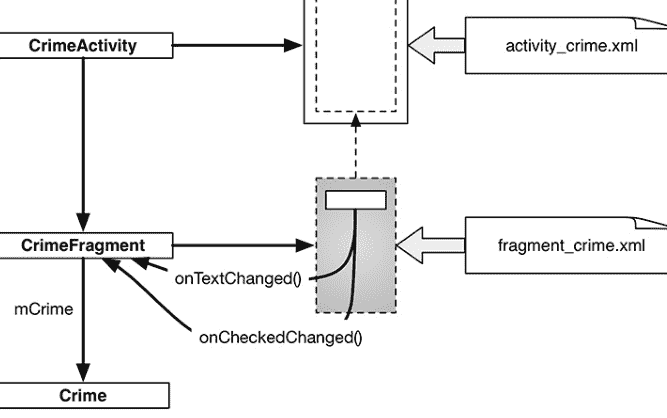 CrimeActivity
activity_crime.xml
CrimeFragment
fragment_crime.xml
onTextChanged()
mCrime
onCheckedChanged()
Crime